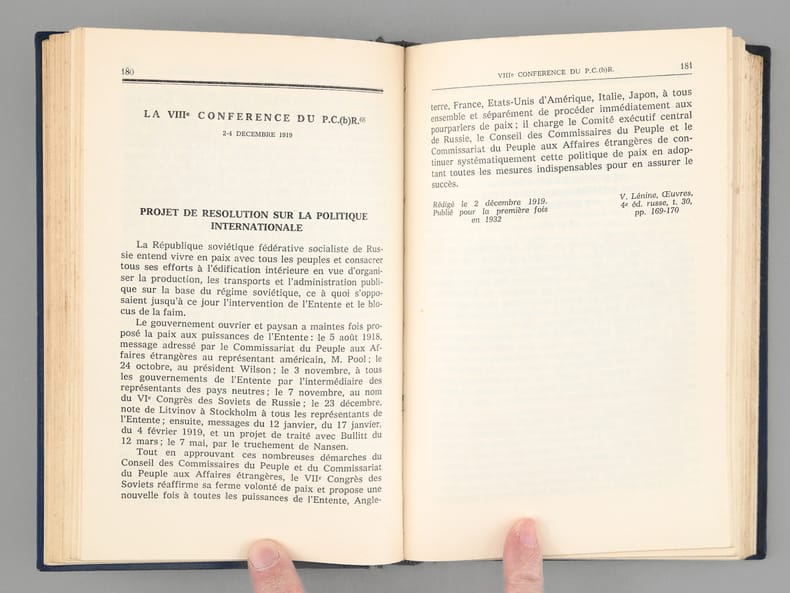 180
LA VIIIe CONFERENCE DU P.C.(b)R.68
2-4 DECEMBRE 1919
PROJET DE RESOLUTION SUR LA POLITIQUE
INTERNATIONALE
La République soviétique fédérative socialiste de Rus-
sie entend vivre en paix avec tous les peuples et consacrer
tous ses efforts à l'édification intérieure en vue d'organi-
ser la production, les transports et l'administration publi-
que sur la base du régime soviétique, ce à quoi s'oppo-
saient jusqu'à ce jour l'intervention de l'Entente et le blo-
cus de la faim.
Le gouvernement ouvrier et paysan a maintes fois pro-
posé la paix aux puissances de l'Entente : le 5 août 1918,
message adressé par le Commissariat du Peuple aux Af-
faires étrangères au représentant américain, M. Pool ; le
24 octobre, au président Wilson ; le 3 novembre, à tous
les gouvernements de l'Entente par l'intermédiaire des
représentants des pays neutres ; le 7 novembre, au nom
du VIe Congrès des Soviets de Russie ; le 23 décembre,
note de Litvinov à Stockholm à tous les représentants de
l'Entente ; ensuite, messages du 12 janvier, du 17 janvier,
du 4 février 1919, et un projet de traité avec Bullitt du
12 mars ; le 7 mai, par le truchement de Nansen.
Tout en approuvant ces nombreuses démarches du
Conseil des Commissaires du Peuple et du Commissariat
du Peuple aux Affaires étrangères, le VIIe Congrès des
Soviets réaffirme sa ferme volonté de paix et propose une
nouvelle fois à toutes les puissances de l'Entente, Angle-
VIIIe CONFERENCE DU P.C.(b)R. 181
terre, France, Etats-Unis d'Amérique, Italie, Japon, à tous
ensemble et séparément de procéder immédiatement aux
pourparlers de paix ; il charge le Comité exécutif central
de Russie, le Conseil des Commissaires du Peuple et le
Commissariat du Peuple aux Affaires étrangères de con-
tinuer systématiquement cette politique de paix en adop-
tant toutes les mesures indispensables pour en assurer le
succès.
Rédigé le 2 décembre 1919.
Publié pour la première fois
en 1932
V. Lénine, Œuvres,
4e éd. russe, t. 30,
pp. 169-170